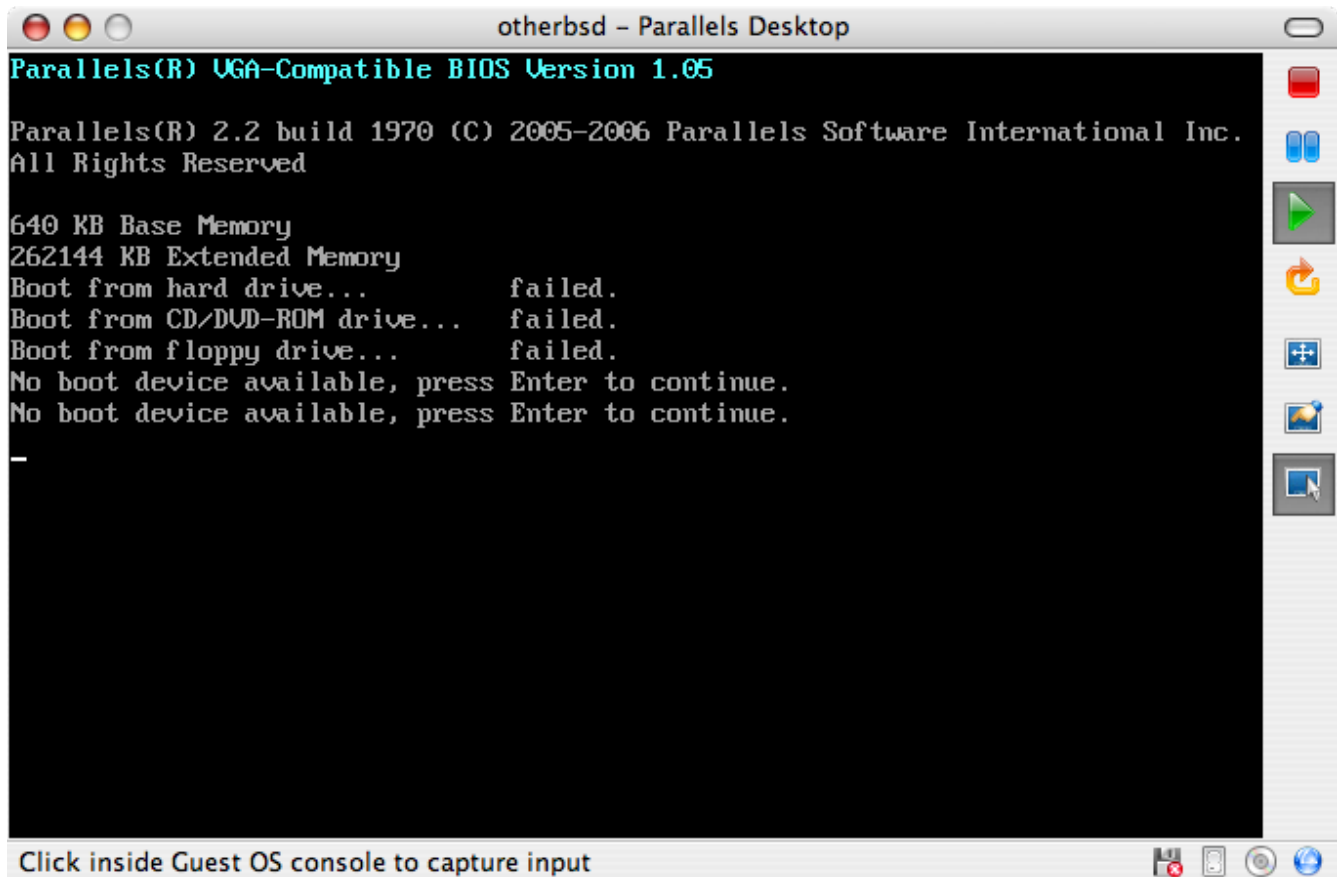 otherbsd – Parallels Desktop
Parallels(R) VGA-Compatible BIOS Version 1.05
Parallels(R) 2.2 build 1970 (C) 2005-2006 Parallels Software International Inc.
All Rights Reserved
640 KB Base Memory
262144 KB Extended Memory
Boot from hard drive... failed.
Boot from CD/DVD-ROM drive... failed.
Boot from floppy drive... failed.
No boot device available, press Enter to continue.
No boot device available, press Enter to continue.
Click inside Guest OS console to capture input